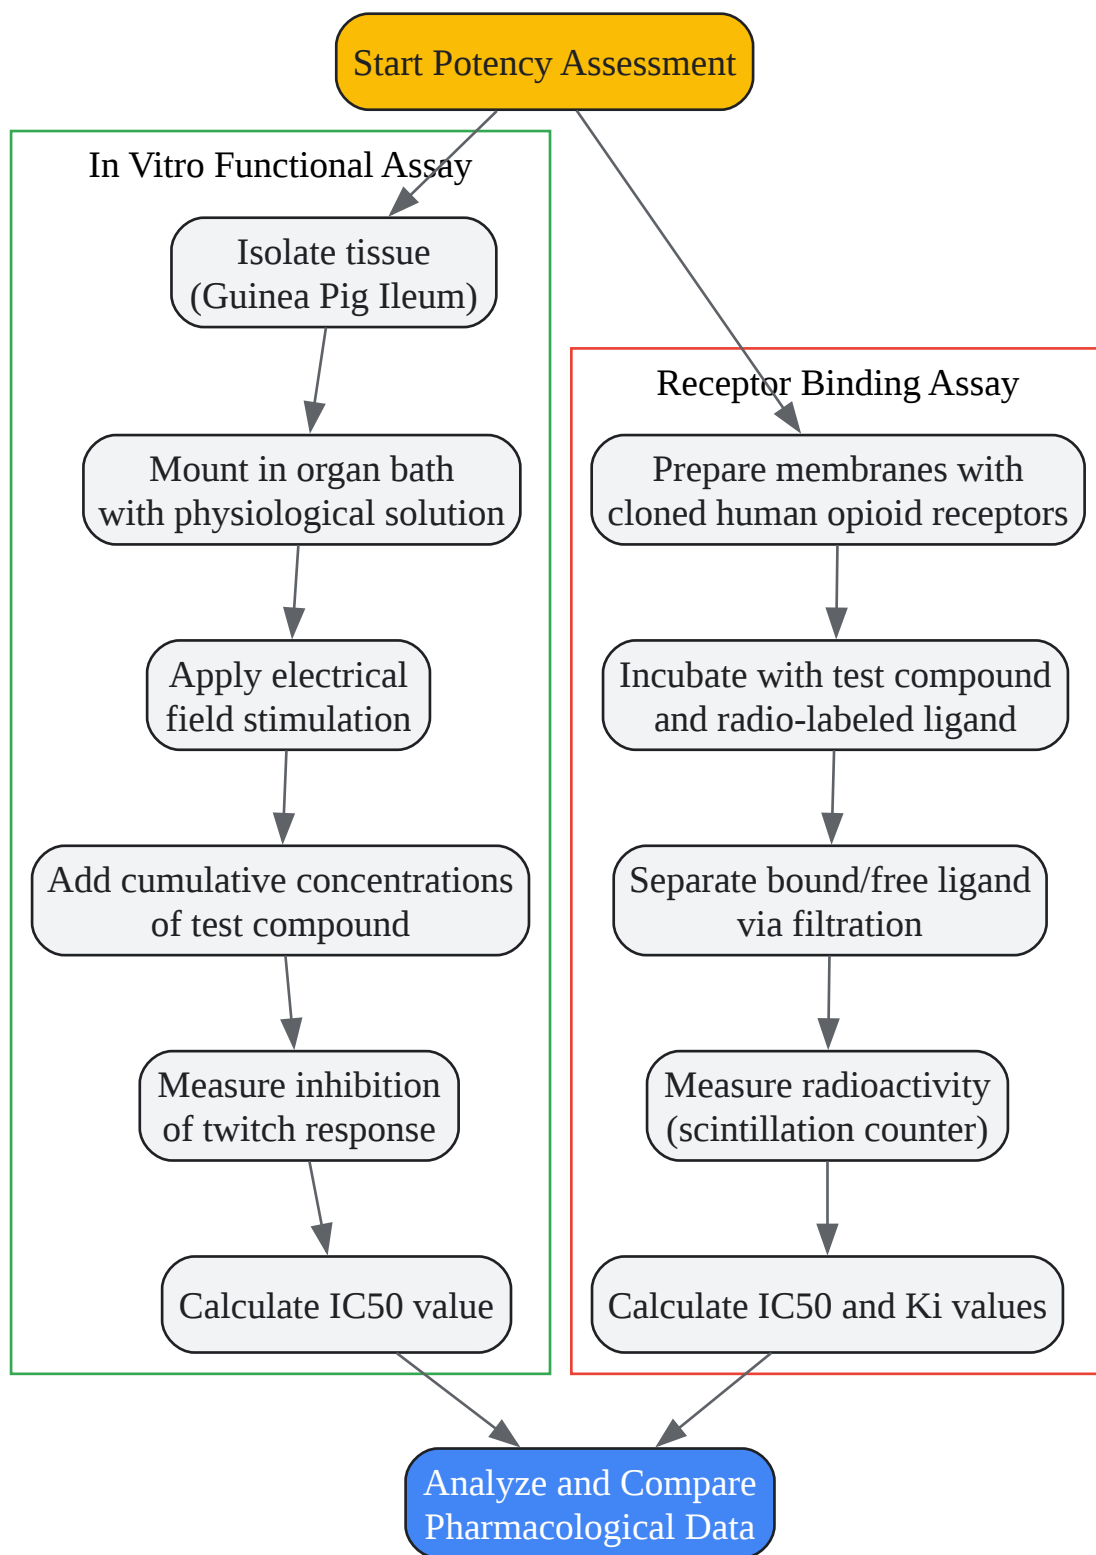 Start Potency Assessment
In Vitro Functional Assay
Isolate tissue
(Guinea Pig Ileum)
Mount in organ bath
with physiological solution
Apply electrical
field stimulation
Add cumulative concentrations
of test compound
Measure inhibition
of twitch response
Calculate IC50 value
Receptor Binding Assay
Prepare membranes with
cloned human opioid receptors
Incubate with test compound
and radio-labeled ligand
Separate bound/free ligand
via filtration
Measure radioactivity
(scintillation counter)
Calculate IC50 and Ki values
Analyze and Compare
Pharmacological Data